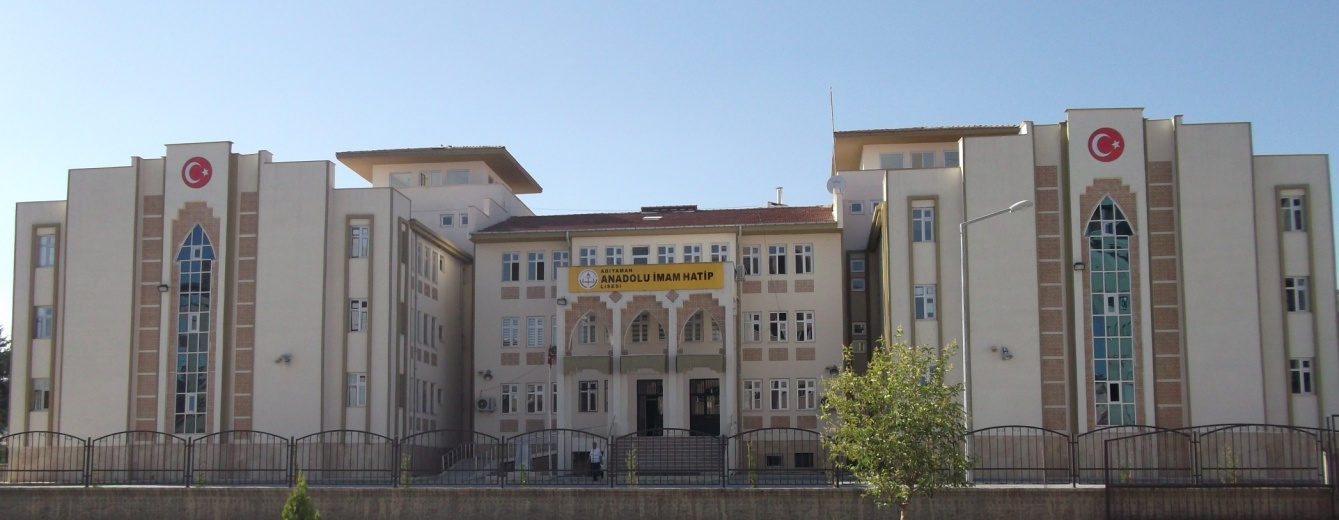 ADIYAMAN
ANADOLU İMAM HATİP
LİSESİ